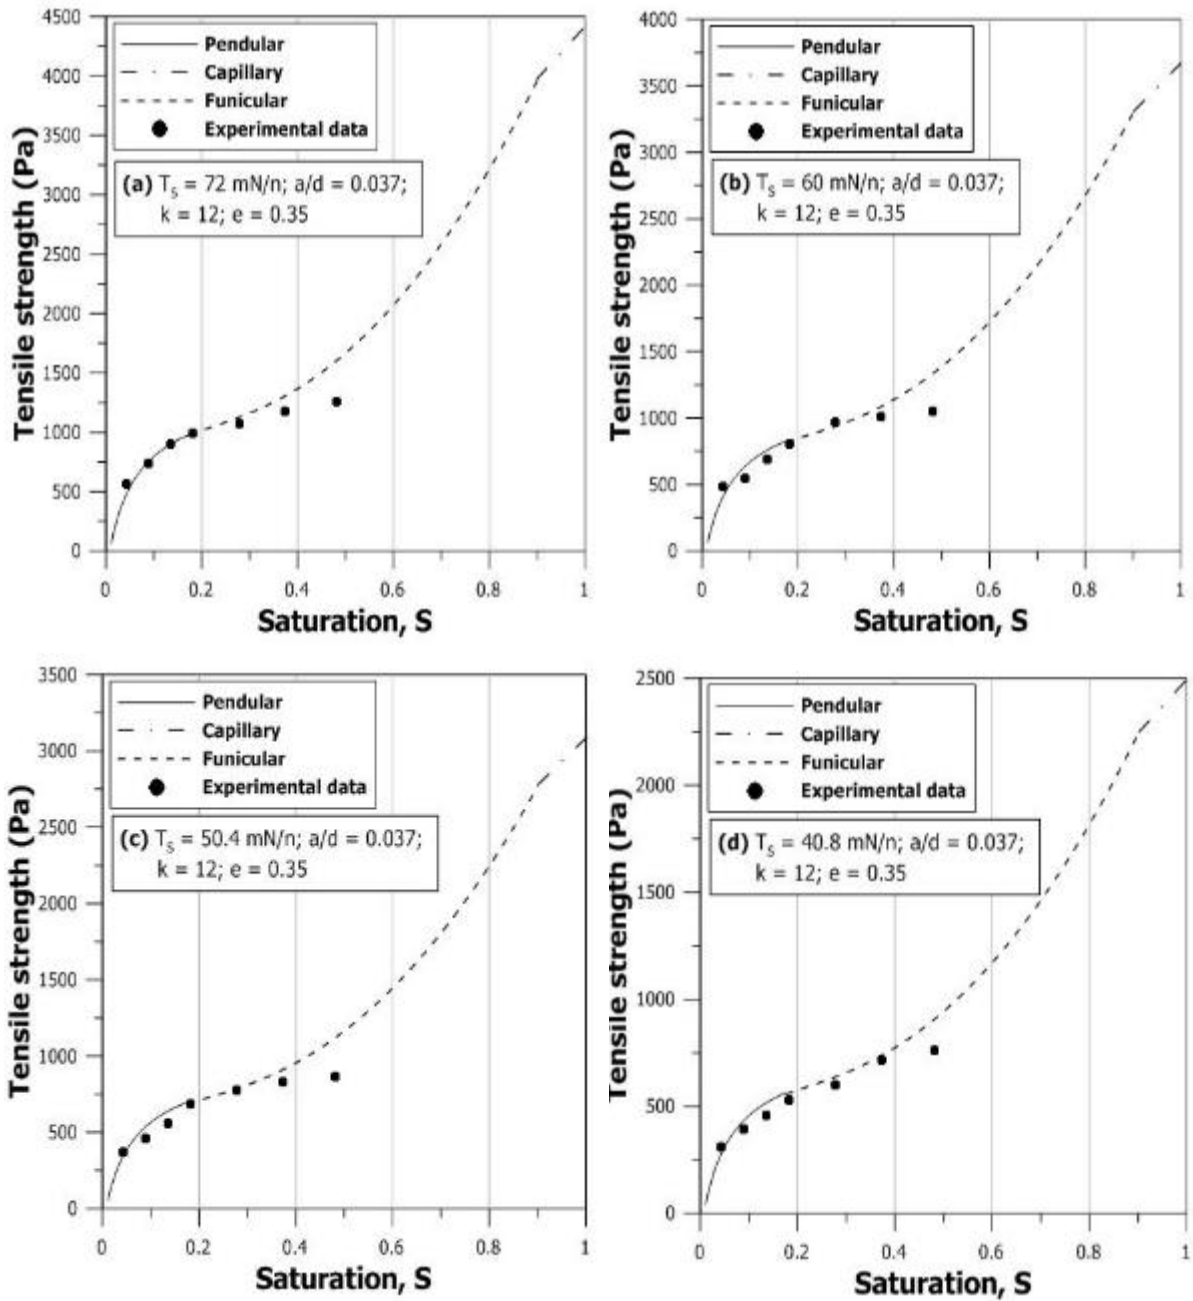 4500
4000
3500
3000
2500
2000
1500
1000
500
0
Tensile strength (Pa)
Pendular
Capillary
Funicular
Experimental data
(a) TS = 72 mN/n; a/d = 0.037;
k = 12; e = 0.35
0 0.2 0.4 0.6 0.8 1
Saturation, S
4000
3500
3000
2500
2000
1500
1000
500
0
Tensile strength (Pa)
Pendular
Capillary
Funicular
Experimental data
(b) TS = 60 mN/n; a/d = 0.037;
k = 12; e = 0.35
0 0.2 0.4 0.6 0.8 1
Saturation, S
3500
3000
2500
2000
1500
1000
500
0
Tensile strength (Pa)
Pendular
Capillary
Funicular
Experimental data
(c) TS = 50.4 mN/n; a/d = 0.037;
k = 12; e = 0.35
0 0.2 0.4 0.6 0.8 1
Saturation, S
2500
2000
1500
1000
500
0
Tensile strength (Pa)
Pendular
Capillary
Funicular
Experimental data
(d) TS = 40.8 mN/n; a/d = 0.037;
k = 12; e = 0.35
0 0.2 0.4 0.6 0.8 1
Saturation, S